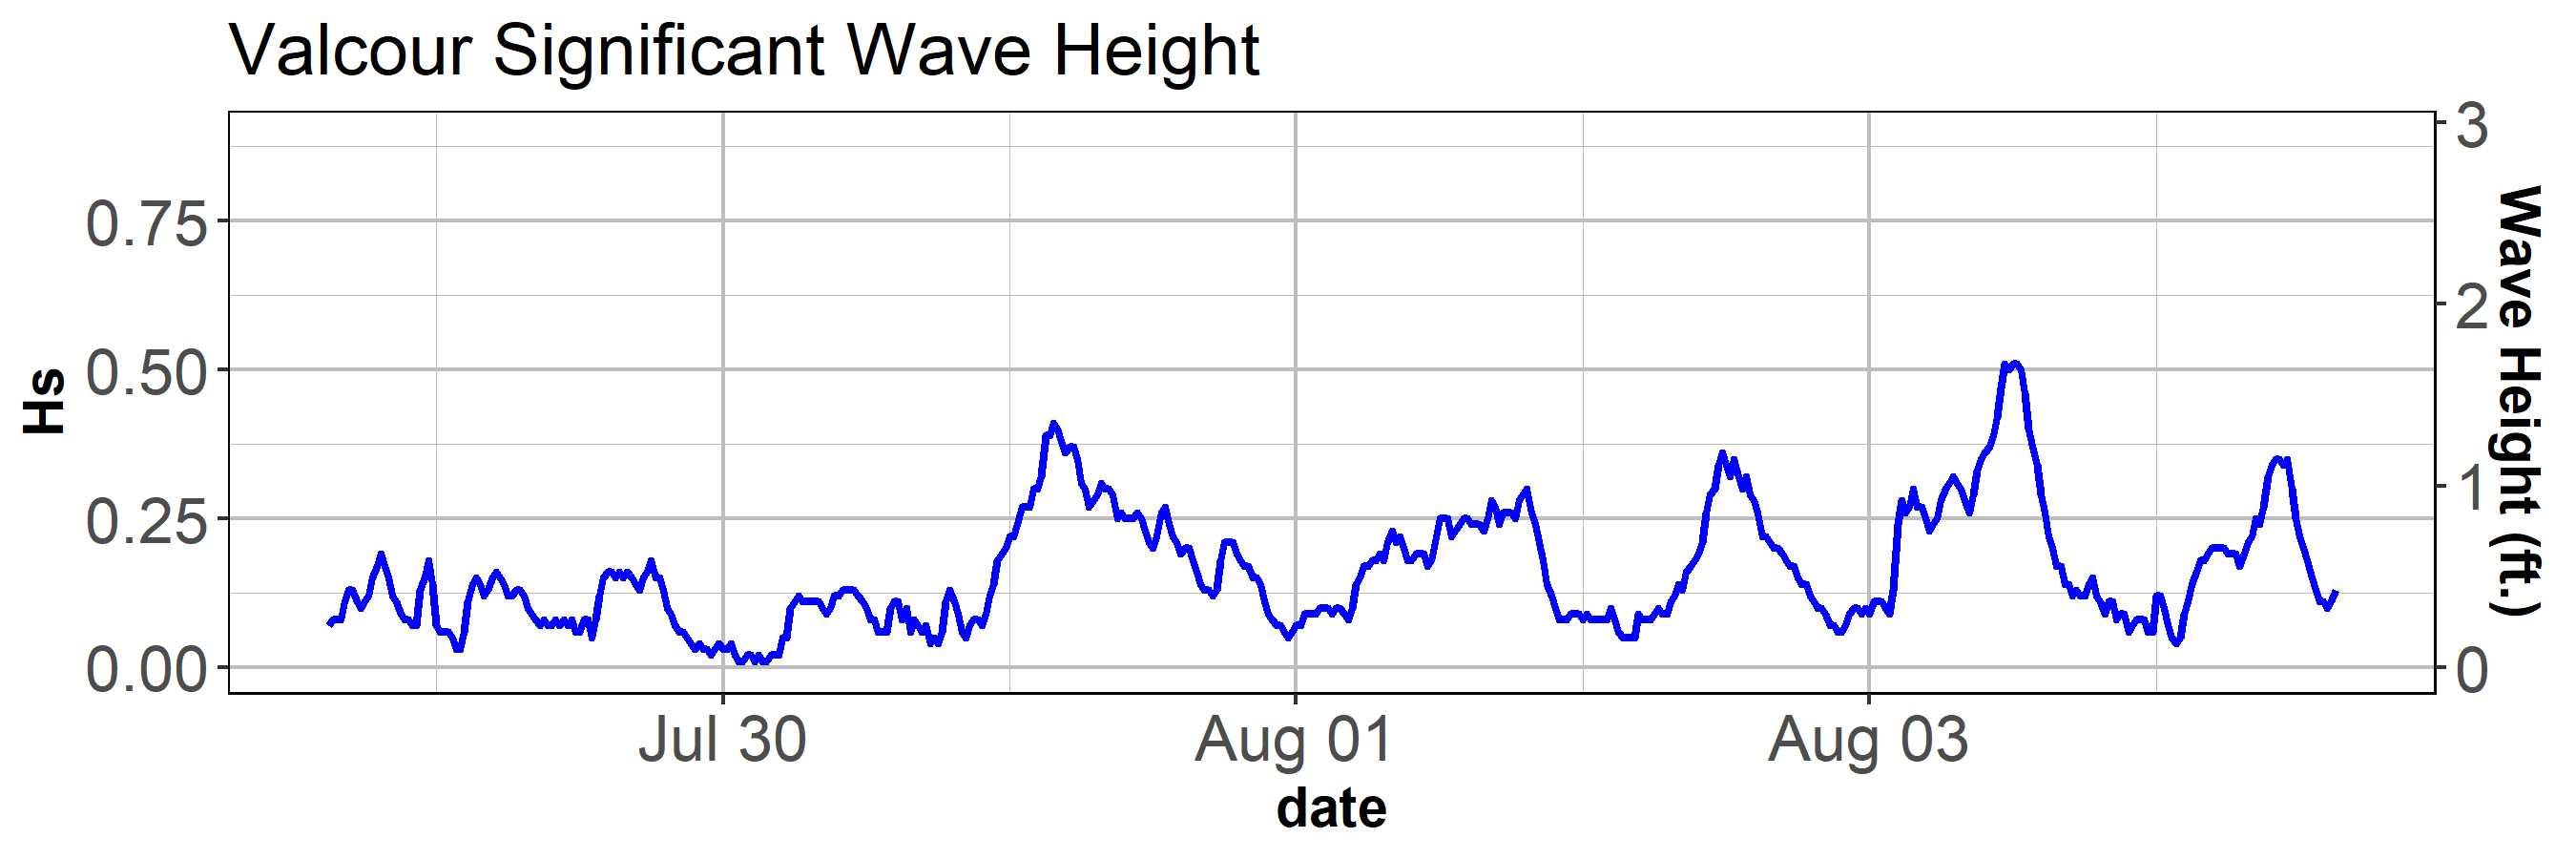 Valcour Significant Wave Height
Hs
0.75
0.50
0.25
0.00
3
2
1
0
Wave Height (ft.)
Jul 30
Aug 01
Aug 03
date